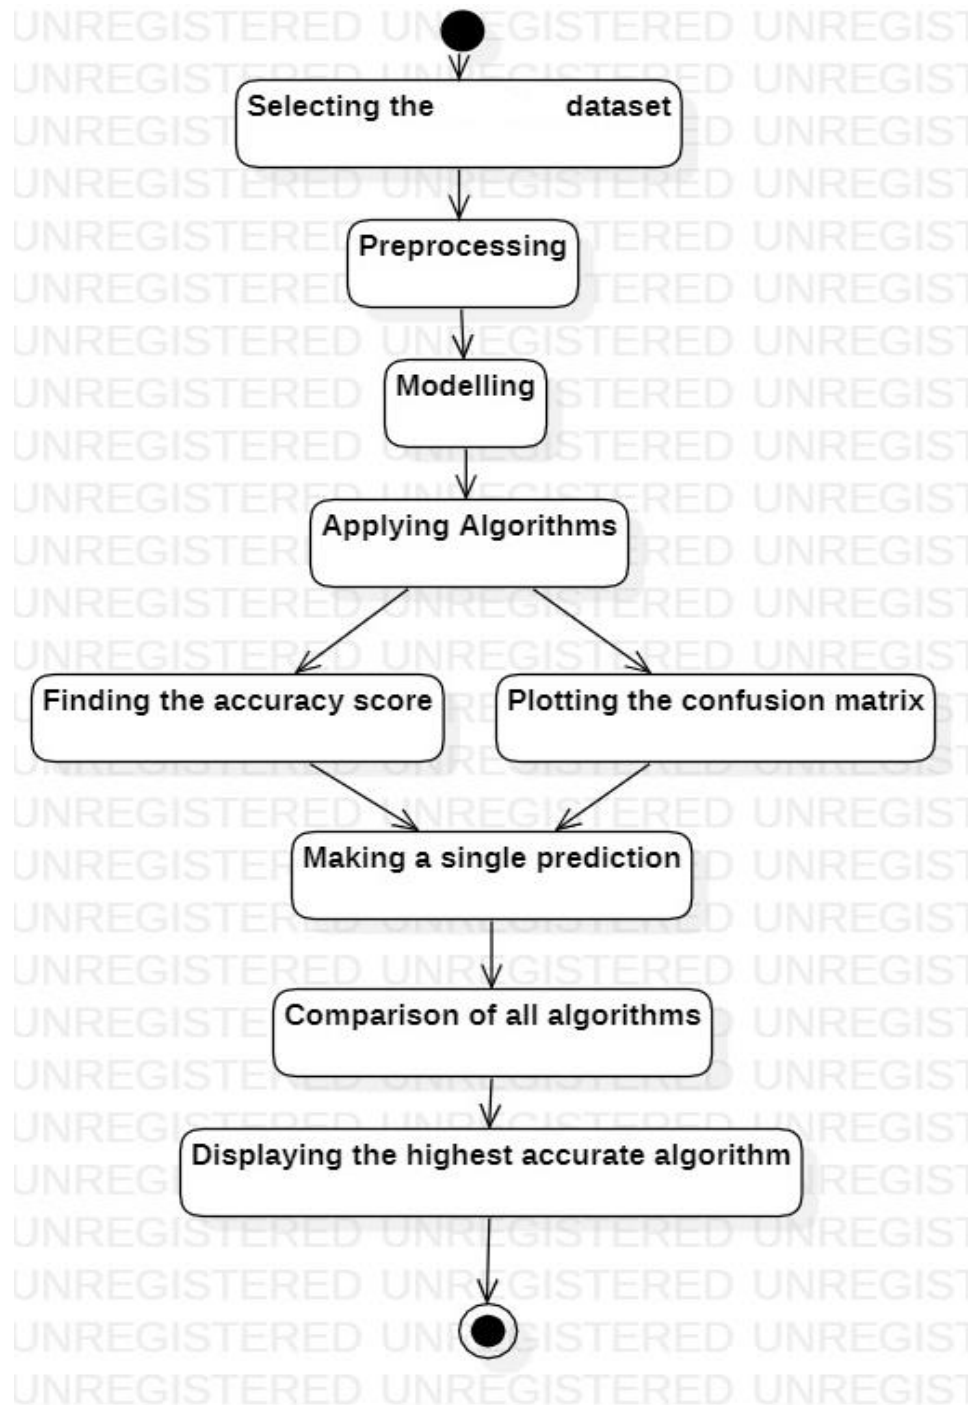 Selecting the dataset
Preprocessing
Modelling
Applying Algorithms
Finding the accuracy score
Plotting the confusion matrix
Making a single prediction
Comparison of all algorithms
Displaying the highest accurate algorithm
UNREGISTERED